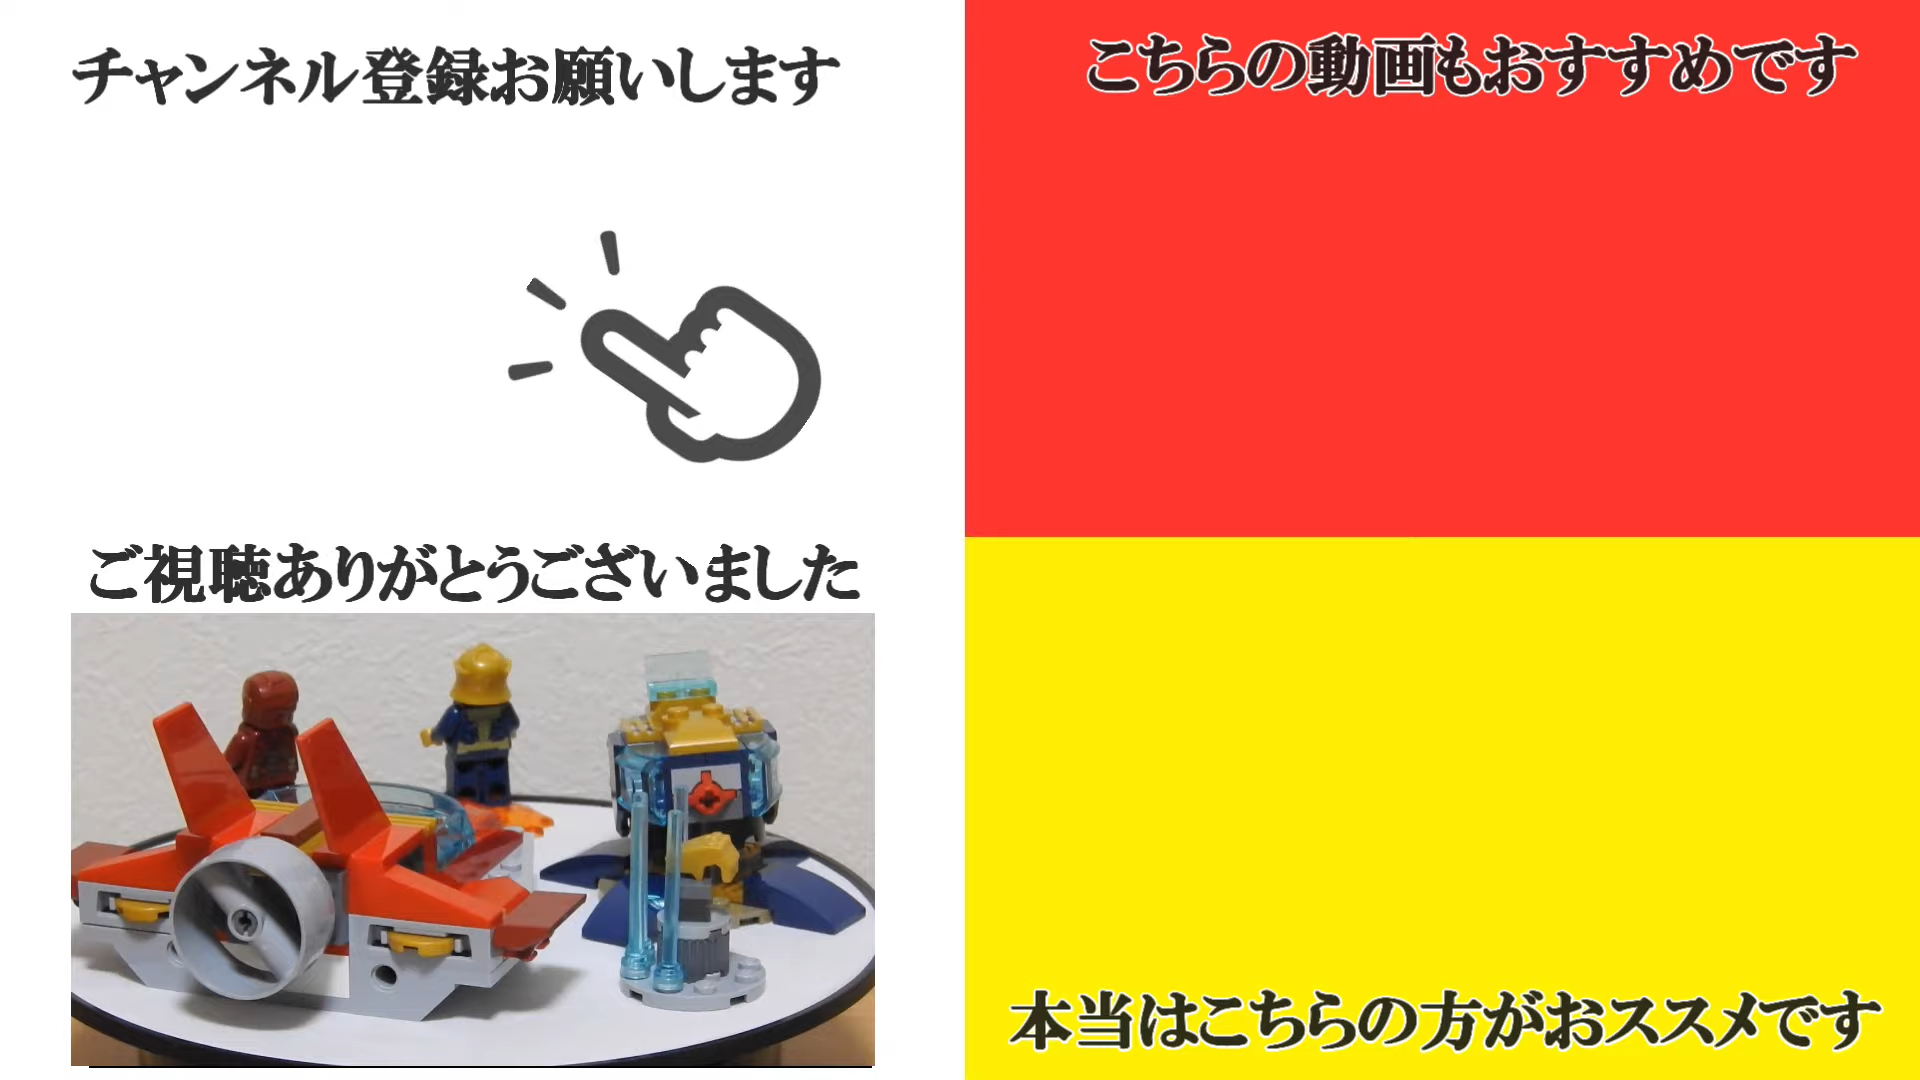 チャンネル登録お願いします
こちらの動画もおすすめです
ご視聴ありがとうございました
本当はこちらの方がおススメです